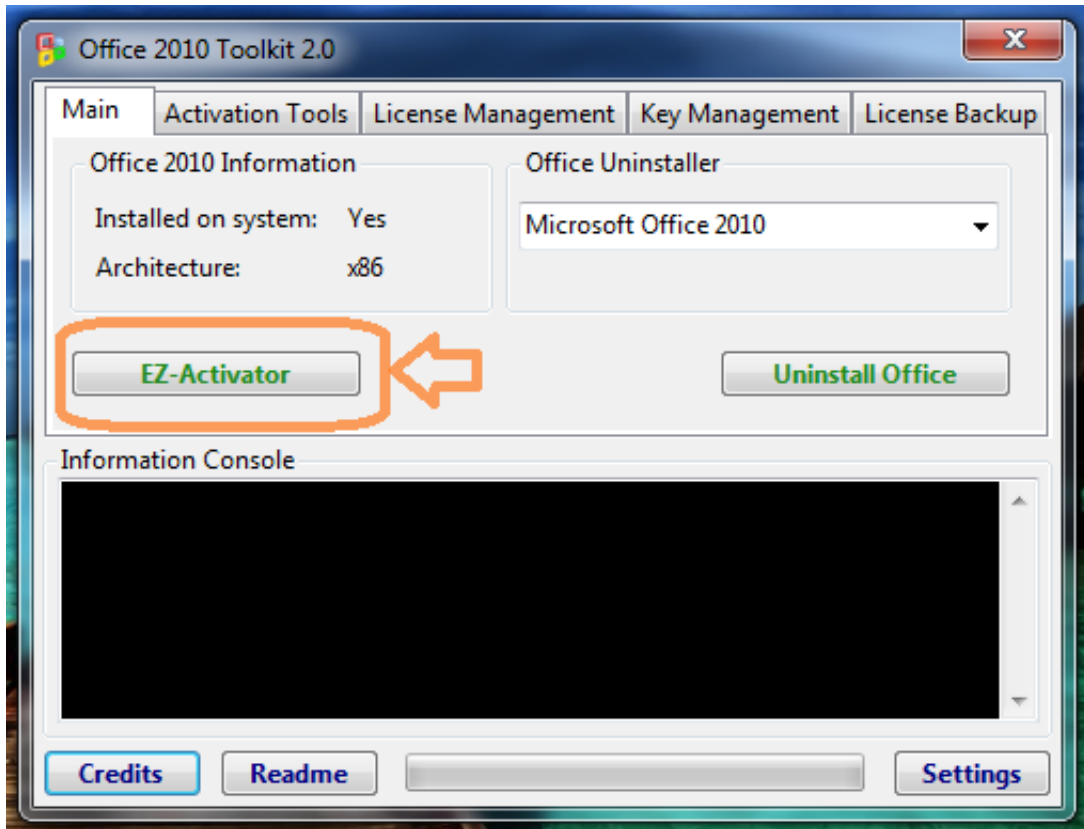 Office 2010 Toolkit 2.0
X
Main Activation Tools License Management Key Management License Backup
Office 2010 Information
Installed on system: Yes
Architecture: x86
Office Uninstaller
Microsoft Office 2010
EZ-Activator
Uninstall Office
Information Console
Credits Readme Settings